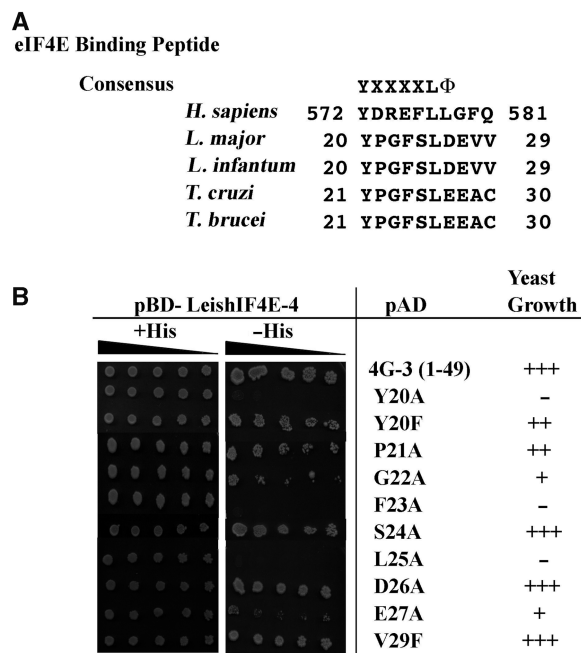 A
eIF4E Binding Peptide
Consensus YXXXXLΦ
H. sapiens 572 YDREFLLGFQ 581
L. major 20 YPGFSLDEVV 29
L. infantum 20 YPGFSLDEVV 29
T. cruzi 21 YPGFSLEEAC 30
T. brucei 21 YPGFSLEEAC 30
B
pBD- LeishIF4E-4 pAD Yeast Growth
+His –His
4G-3 (1-49) +++
Y20A –
Y20F ++
P21A ++
G22A +
F23A –
S24A +++
L25A –
D26A +++
E27A +
V29F +++